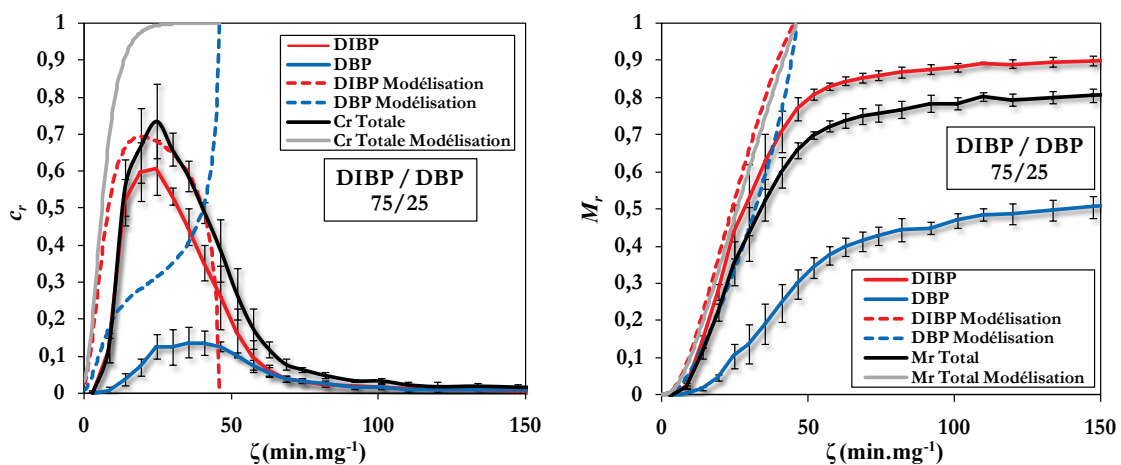 1
0,9
0,8
0,7
0,6
0,5
0,4
0,3
0,2
0,1
0
c_r
0 50 100 150
ζ (min.mg⁻¹)
DIBP
DBP
DIBP Modélisation
DBP Modélisation
Cr Totale
Cr Totale Modélisation
DIBP / DBP
75/25
1
0,9
0,8
0,7
0,6
0,5
0,4
0,3
0,2
0,1
0
M_r
0 50 100 150
ζ (min.mg⁻¹)
DIBP / DBP
75/25
DIBP
DBP
DIBP Modélisation
DBP Modélisation
Mr Total
Mr Total Modélisation